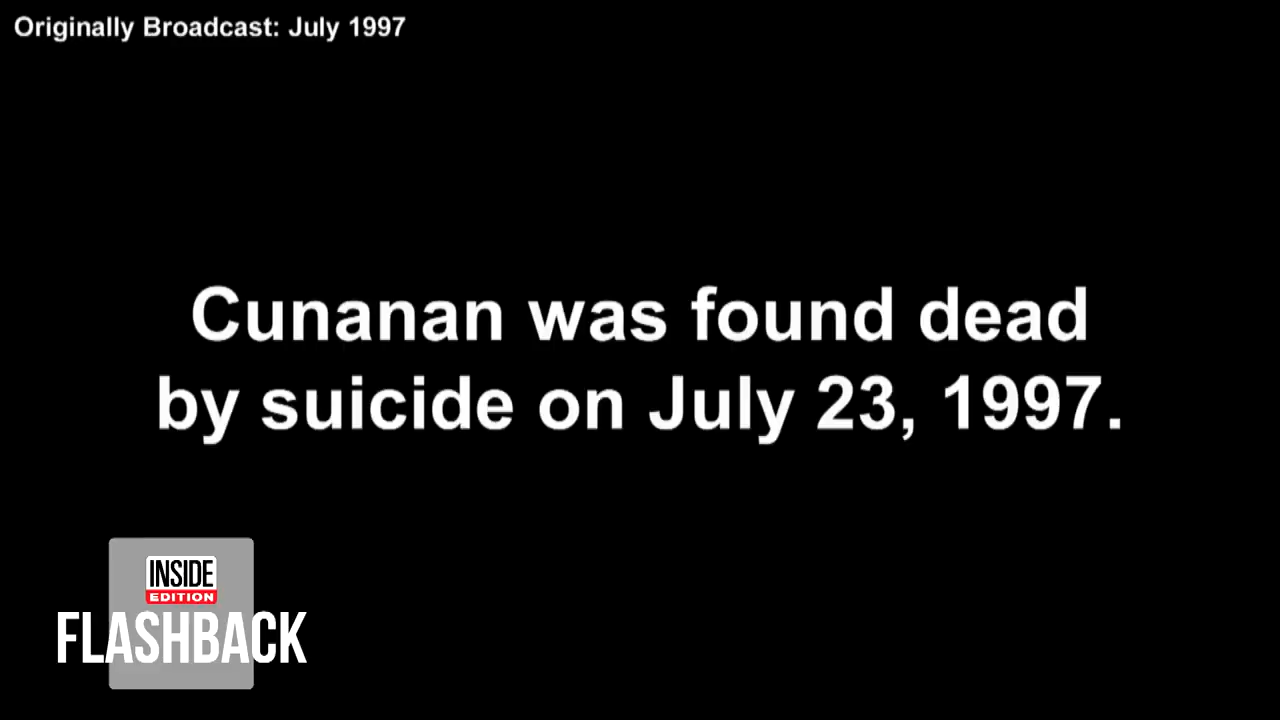 Originally Broadcast: July 1997
Cunanan was found dead
by suicide on July 23, 1997.
INSIDE
EDITION
FLASHBACK